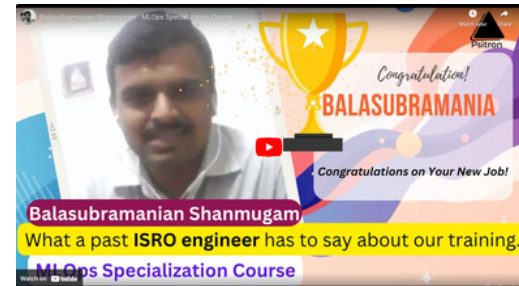 Balasubramanian Shanmugam - MLOps Specialization Course
Watch later
Share
Psitron
Congratulation!
BALASUBRAMANIA
Congratulations on Your New Job!
Balasubramanian Shanmugam
What a past ISRO engineer has to say about our training.
MLOps Specialization Course
Watch on YouTube